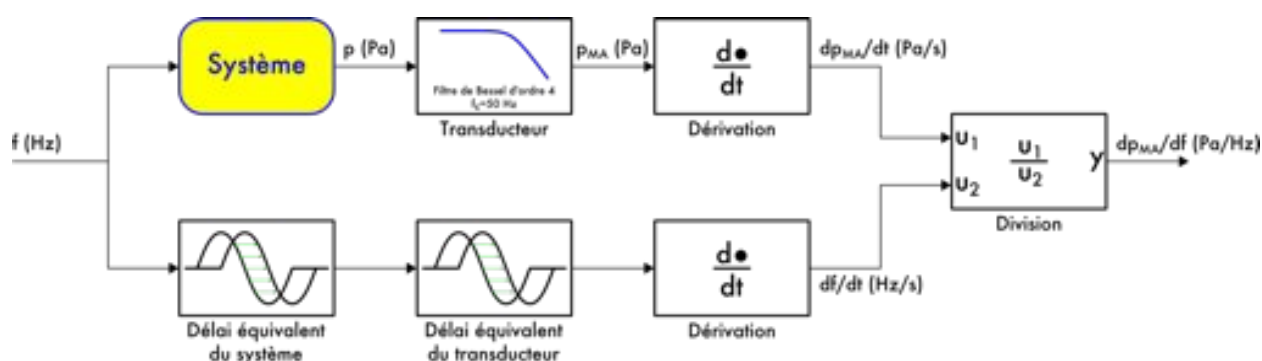 Système
p (Pa)
Filtre de Bessel d'ordre 4
fc=50 Hz
Transducteur
pMA (Pa)
d•
dt
Dérivation
dpMA/dt (Pa/s)
f (Hz)
u1
u2
u1
u2
y
Division
dpMA/df (Pa/Hz)
Délai équivalent
du système
Délai équivalent
du transducteur
d•
dt
Dérivation
df/dt (Hz/s)